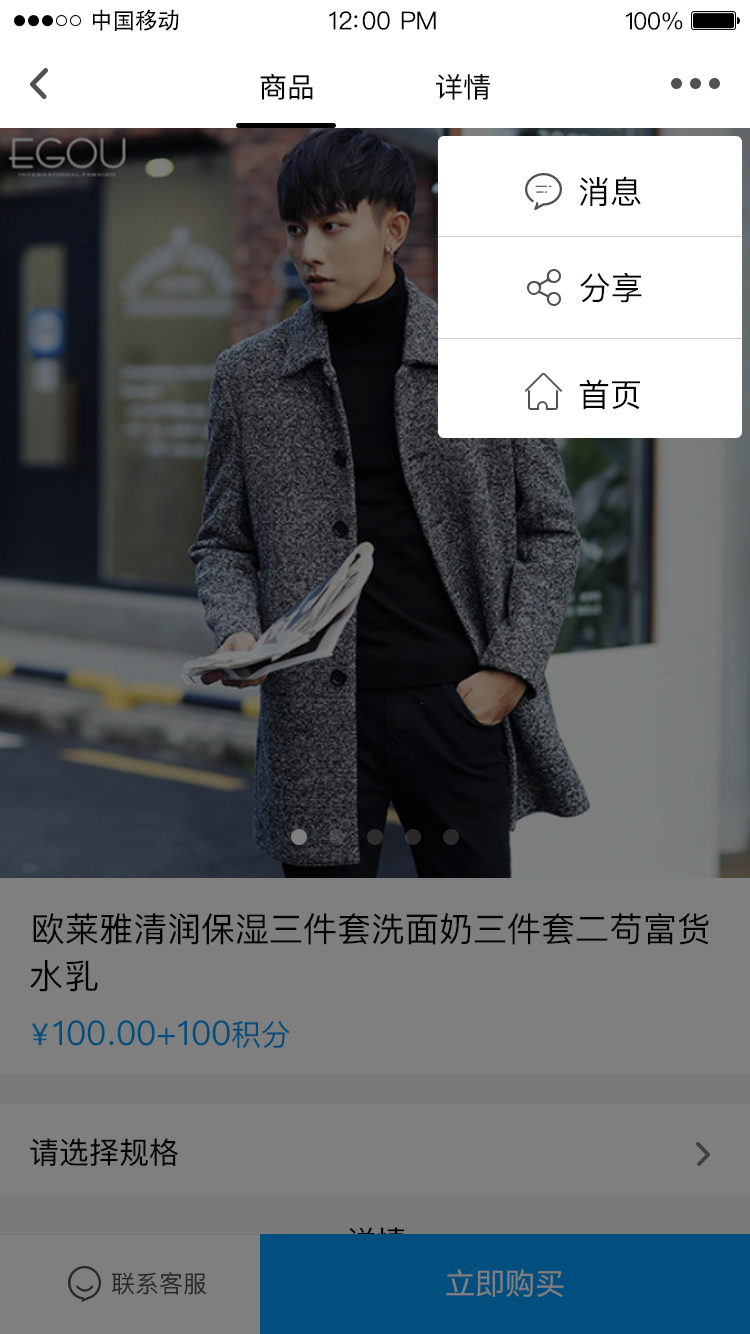 中国移动
12:00 PM
100%
商品
详情
EGOU
INTERNATIONAL FASHION
消息
分享
首页
欧莱雅清润保湿三件套洗面奶三件套二苟富货
水乳
¥100.00+100积分
请选择规格
详情
联系客服
立即购买